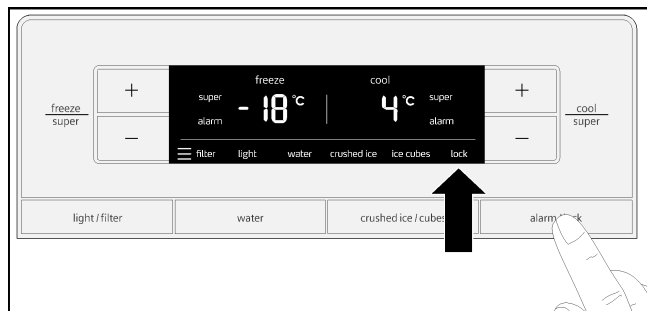 freeze cool
super -18 °C 4 °C super
alarm alarm
filter light water crushed ice ice cubes lock
+ +
freeze
super
cool
super
− −
light / filter water crushed ice / cubes alarm